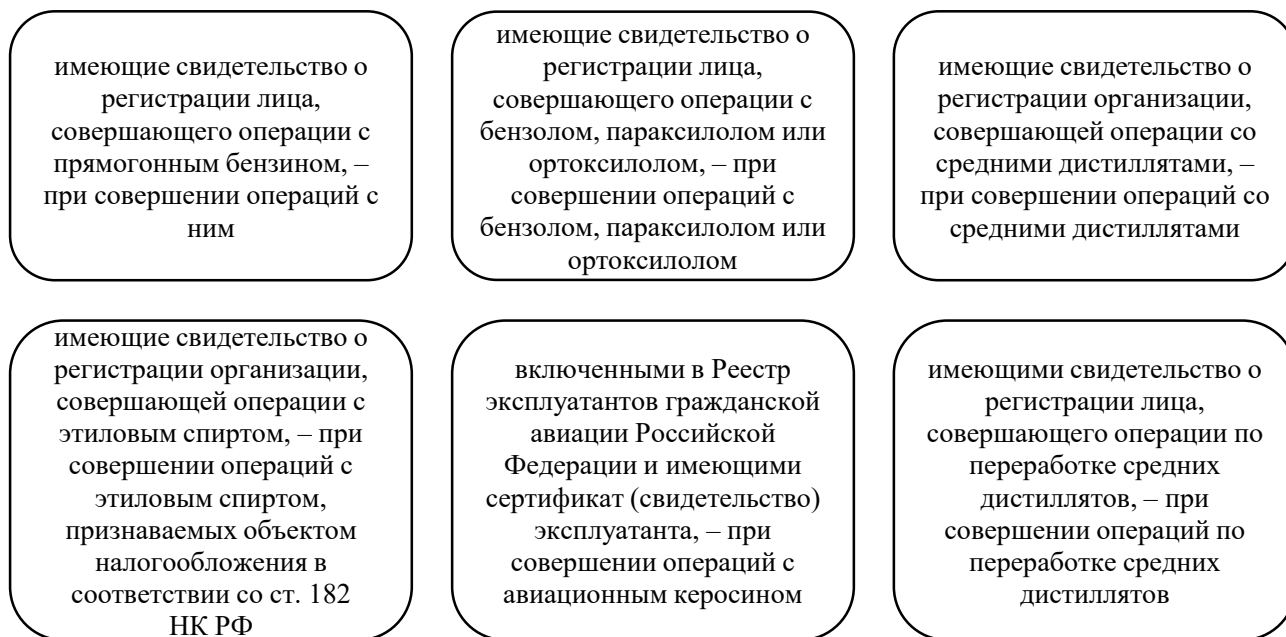 имеющие свидетельство о
регистрации лица,
совершающего операции с
прямогонным бензином, –
при совершении операций с
ним
имеющие свидетельство о
регистрации лица,
совершающего операции с
бензолом, параксилолом или
ортоксилолом, – при
совершении операций с
бензолом, параксилолом или
ортоксилолом
имеющие свидетельство о
регистрации организации,
совершающей операции со
средними дистиллятами, –
при совершении операций со
средними дистиллятами
имеющие свидетельство о
регистрации организации,
совершающей операции с
этиловым спиртом, – при
совершении операций с
этиловым спиртом,
признаваемых объектом
налогообложения в
соответствии со ст. 182
НК РФ
включенными в Реестр
эксплуатантов гражданской
авиации Российской
Федерации и имеющими
сертификат (свидетельство)
эксплуатанта, – при
совершении операций с
авиационным керосином
имеющими свидетельство о
регистрации лица,
совершающего операции по
переработке средних
дистиллятов, – при
совершении операций по
переработке средних
дистиллятов